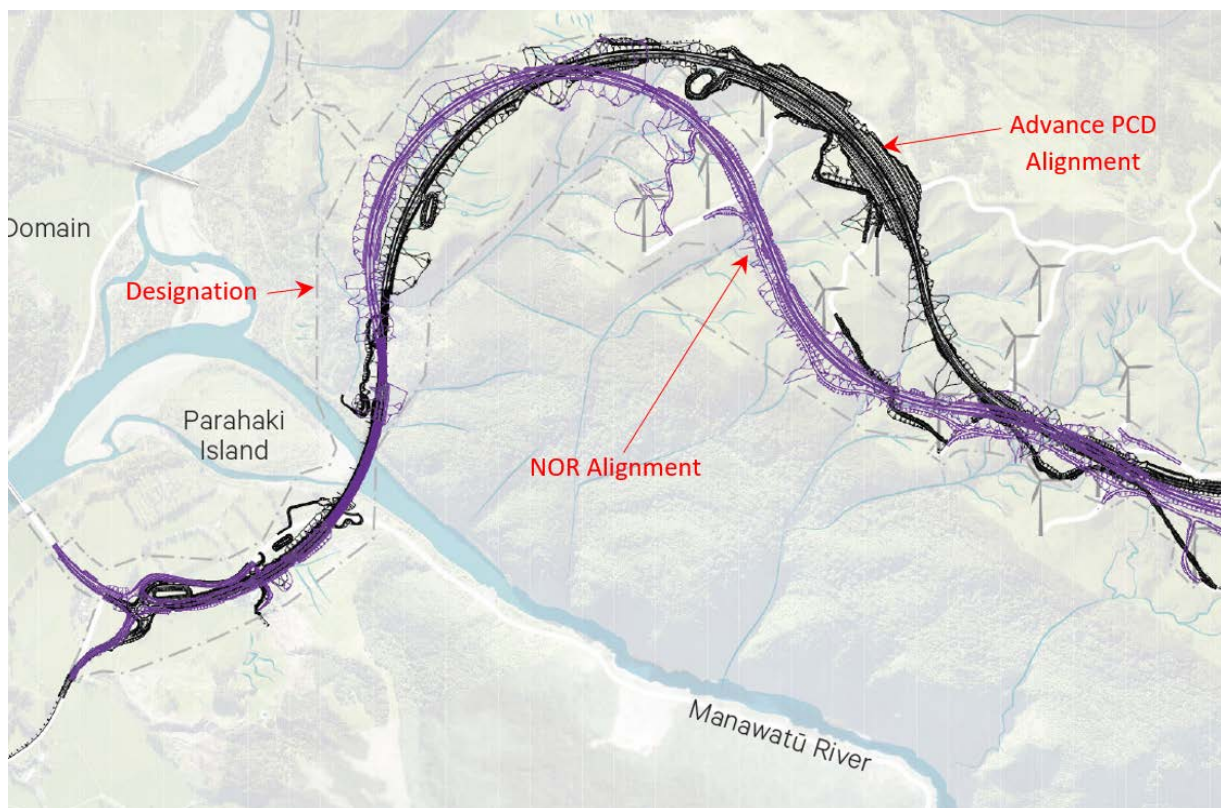 Advance PCD
Alignment
Domain
Designation
Parahaki
Island
NOR Alignment
Manawatū River